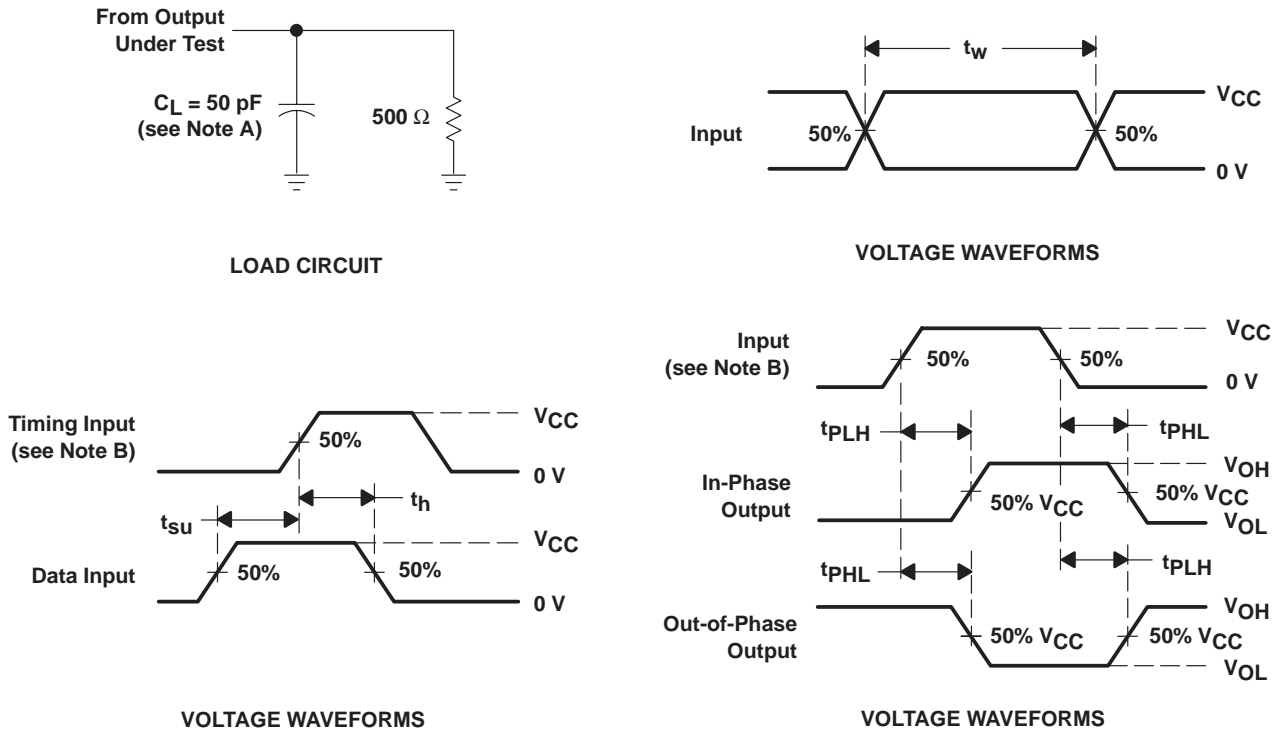 From Output
Under Test
CL = 50 pF
(see Note A)
500 Ω
LOAD CIRCUIT
tw
Input
50%
50%
VCC
0 V
VOLTAGE WAVEFORMS
Timing Input
(see Note B)
50%
VCC
0 V
th
tsu
Data Input
50%
50%
VCC
0 V
VOLTAGE WAVEFORMS
Input
(see Note B)
50%
50%
VCC
0 V
tPLH
tPHL
In-Phase
Output
50% VCC
50% VCC
VOH
VOL
tPHL
tPLH
Out-of-Phase
Output
50% VCC
50% VCC
VOH
VOL
VOLTAGE WAVEFORMS